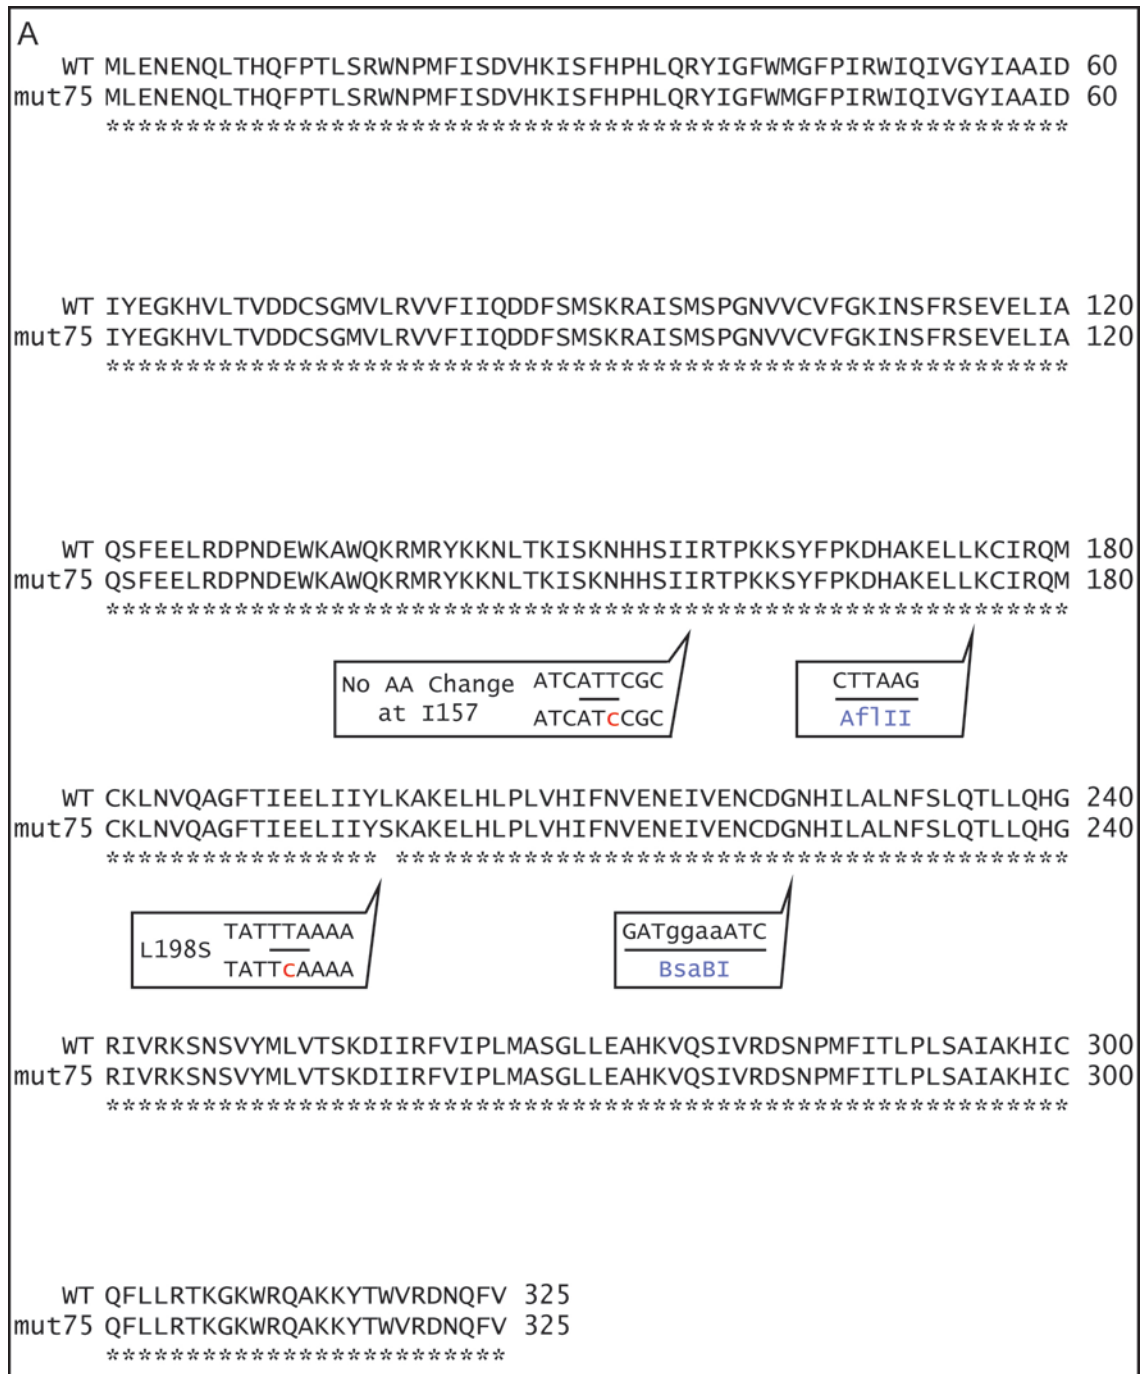 A
WT MLENENQLTHQFPTLSRWNPMFISDVHKISFHPHLQRYIGFWMGFPIRWIQIVGYIAAID 60
mut75 MLENENQLTHQFPTLSRWNPMFISDVHKISFHPHLQRYIGFWMGFPIRWIQIVGYIAAID 60
************************************************************
WT IYEGKHVLTVDDCSGMVLRVVFIIQDDFSMSKRAISMSPGNVVCVFGKINSFRSEVELIA 120
mut75 IYEGKHVLTVDDCSGMVLRVVFIIQDDFSMSKRAISMSPGNVVCVFGKINSFRSEVELIA 120
************************************************************
WT QSFEELRDPNDEWKAWQKRMRYKKNLTKISKNHHSIIRTPKKSYFPKDHAKELLKCIRQM 180
mut75 QSFEELRDPNDEWKAWQKRMRYKKNLTKISKNHHSIIRTPKKSYFPKDHAKELLKCIRQM 180
************************************************************
No AA Change ATCATTCGC
at I157 ATCATcCGC
CTTAAG
AflII
WT CKLNVQAGFTIEELIIYLKAKELHLPLVHIFNVENEIVENCDGNHILALNFSLQTLLQHG 240
mut75 CKLNVQAGFTIEELIIYSKAKELHLPLVHIFNVENEIVENCDGNHILALNFSLQTLLQHG 240
***************** ******************************************
L198S TATTTAAAA
TATTcAAAA
GATggaaATC
BsaBI
WT RIVRKSNSVYMLVTSKDIIRFVIPLMASGLLEAHKVQSIVRDSNPMFITLPLSAIAKHIC 300
mut75 RIVRKSNSVYMLVTSKDIIRFVIPLMASGLLEAHKVQSIVRDSNPMFITLPLSAIAKHIC 300
************************************************************
WT QFLLRTKGKWRQAKKYTWVRDNQFV 325
mut75 QFLLRTKGKWRQAKKYTWVRDNQFV 325
*************************